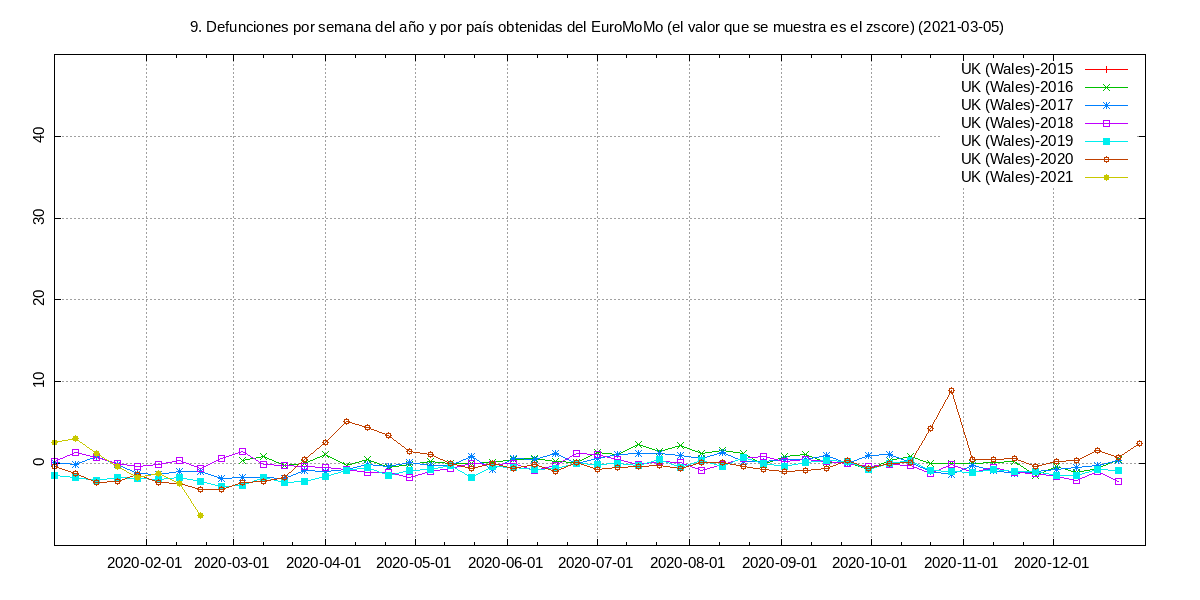 9. Defunciones por semana del año y por país obtenidas del EuroMoMo (el valor que se muestra es el zscore) (2021-03-05)
UK (Wales)-2015
UK (Wales)-2016
UK (Wales)-2017
UK (Wales)-2018
UK (Wales)-2019
UK (Wales)-2020
UK (Wales)-2021
40
30
20
10
0
2020-02-01 2020-03-01 2020-04-01 2020-05-01 2020-06-01 2020-07-01 2020-08-01 2020-09-01 2020-10-01 2020-11-01 2020-12-01